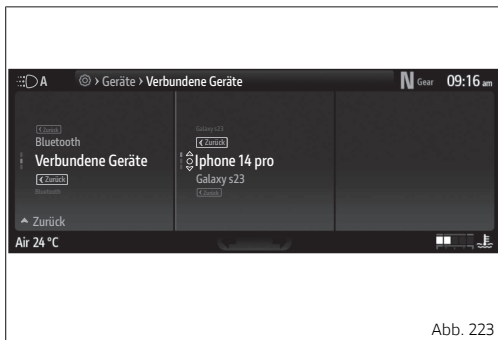 A
> Geräte > Verbundene Geräte
N Gear 09:16 am
Zurück
Bluetooth
Verbundene Geräte
Zurück
Bluetooth
Zurück
Galaxy s23
Zurück
Iphone 14 pro
Galaxy s23
Zurück
Air 24 °C
Abb. 223